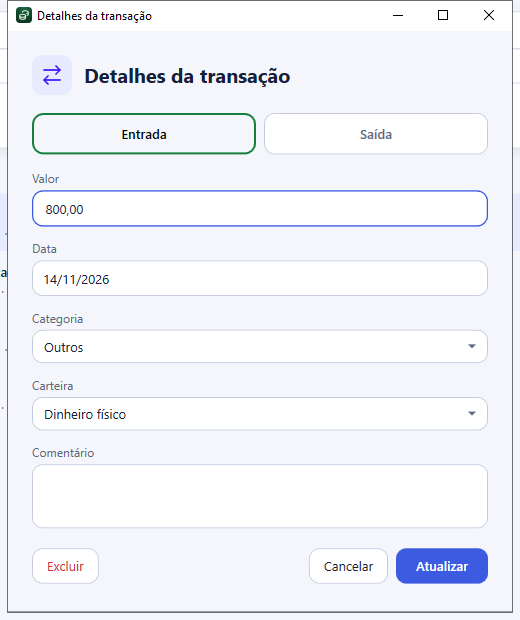 Detalhes da transação
Detalhes da transação
Entrada
Saída
Valor
800,00
Data
14/11/2026
Categoria
Outros
Carteira
Dinheiro físico
Comentário
Excluir
Cancelar
Atualizar